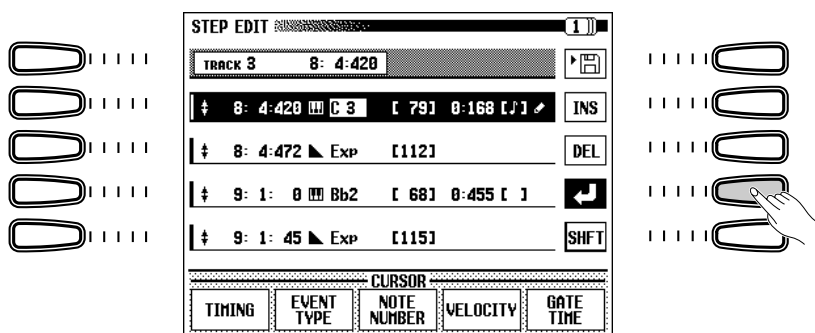 STEP EDIT 1
TRACK 3 8: 4:420
8: 4:420 C 3 [ 79] 0:168 [♪] INS
8: 4:472 Exp [112] DEL
9: 1: 0 Bb2 [ 68] 0:455 [ ]
9: 1: 45 Exp [115] SHFT
CURSOR
TIMING EVENT TYPE NOTE NUMBER VELOCITY GATE TIME